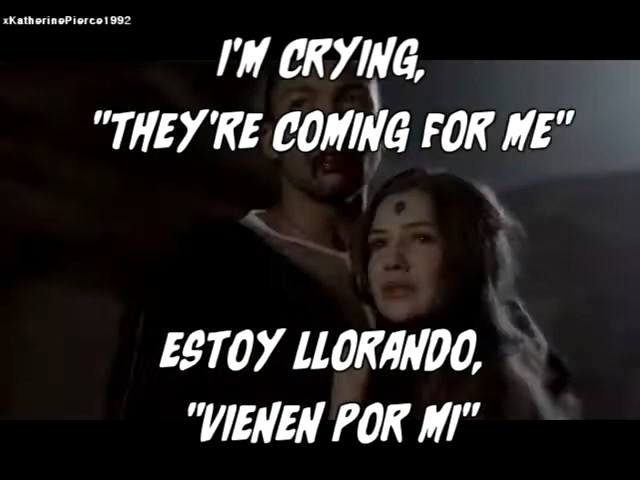 xKatherinePierce1992
I'M CRYING,
"THEY'RE COMING FOR ME"
ESTOY LLORANDO,
"VIENEN POR MI"